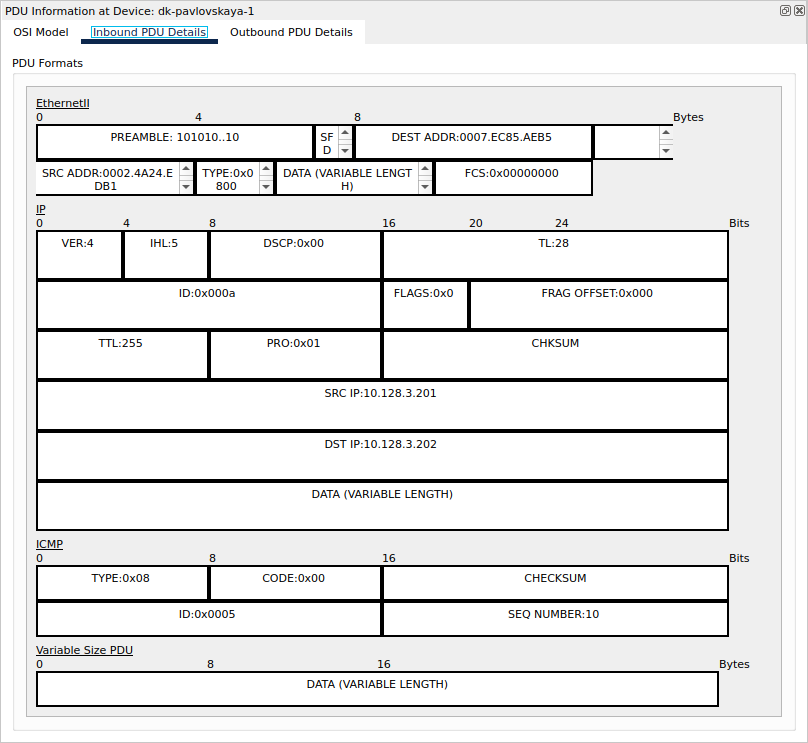 PDU Information at Device: dk-pavlovskaya-1
OSI Model Inbound PDU Details Outbound PDU Details
PDU Formats
EthernetII
0 4 8 Bytes
PREAMBLE: 101010..10 SF D DEST ADDR:0007.EC85.AEB5
SRC ADDR:0002.4A24.E DB1 TYPE:0x0 800 DATA (VARIABLE LENGT H) FCS:0x00000000
IP
0 4 8 16 20 24 Bits
VER:4 IHL:5 DSCP:0x00 TL:28
ID:0x000a FLAGS:0x0 FRAG OFFSET:0x000
TTL:255 PRO:0x01 CHKSUM
SRC IP:10.128.3.201
DST IP:10.128.3.202
DATA (VARIABLE LENGTH)
ICMP
0 8 16 Bits
TYPE:0x08 CODE:0x00 CHECKSUM
ID:0x0005 SEQ NUMBER:10
Variable Size PDU
0 8 16 Bytes
DATA (VARIABLE LENGTH)